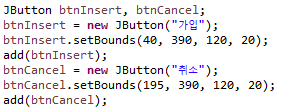 JButton btnInsert, btnCancel;
btnInsert = new JButton("가입");
btnInsert.setBounds(40, 390, 120, 20);
add(btnInsert);
btnCancel = new JButton("취소");
btnCancel.setBounds(195, 390, 120, 20);
add(btnCancel);